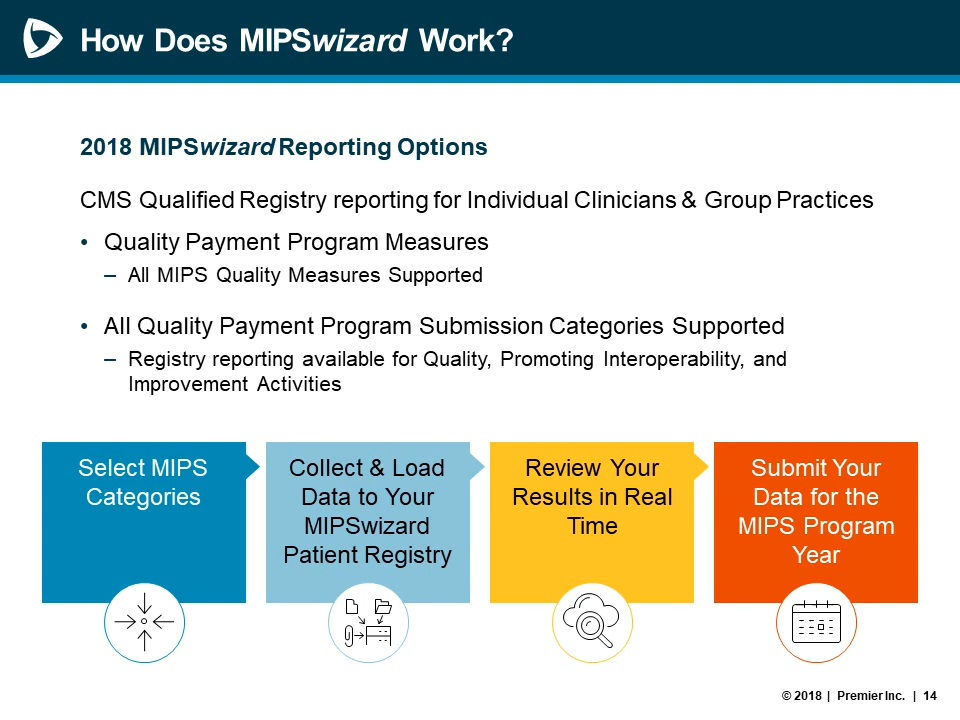 How Does MIPSwizard Work?
2018 MIPSwizard Reporting Options
CMS Qualified Registry reporting for Individual Clinicians & Group Practices
• Quality Payment Program Measures
– All MIPS Quality Measures Supported
• All Quality Payment Program Submission Categories Supported
– Registry reporting available for Quality, Promoting Interoperability, and
Improvement Activities
Select MIPS
Categories
Collect & Load
Data to Your
MIPSwizard
Patient Registry
Review Your
Results in Real
Time
Submit Your
Data for the
MIPS Program
Year
© 2018 | Premier Inc. | 14